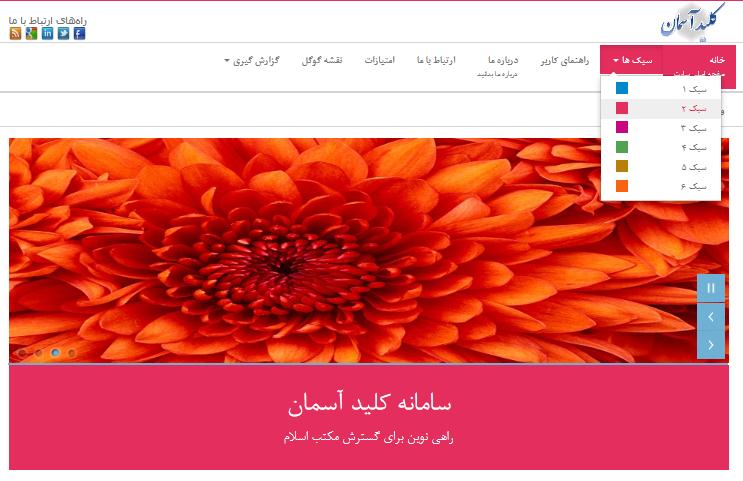 کلید آسمان
راه‌های ارتباط با ما
خانه
صفحه اصلی سایت
سبک ها
راهنمای کاربر
درباره ما
درباره ما بدانید
ارتباط با ما
امتیازات
نقشه گوگل
گزارش گیری
سبک ۱
سبک ۲
سبک ۳
سبک ۴
سبک ۵
سبک ۶
سامانه کلید آسمان
راهی نوین برای گسترش مکتب اسلام